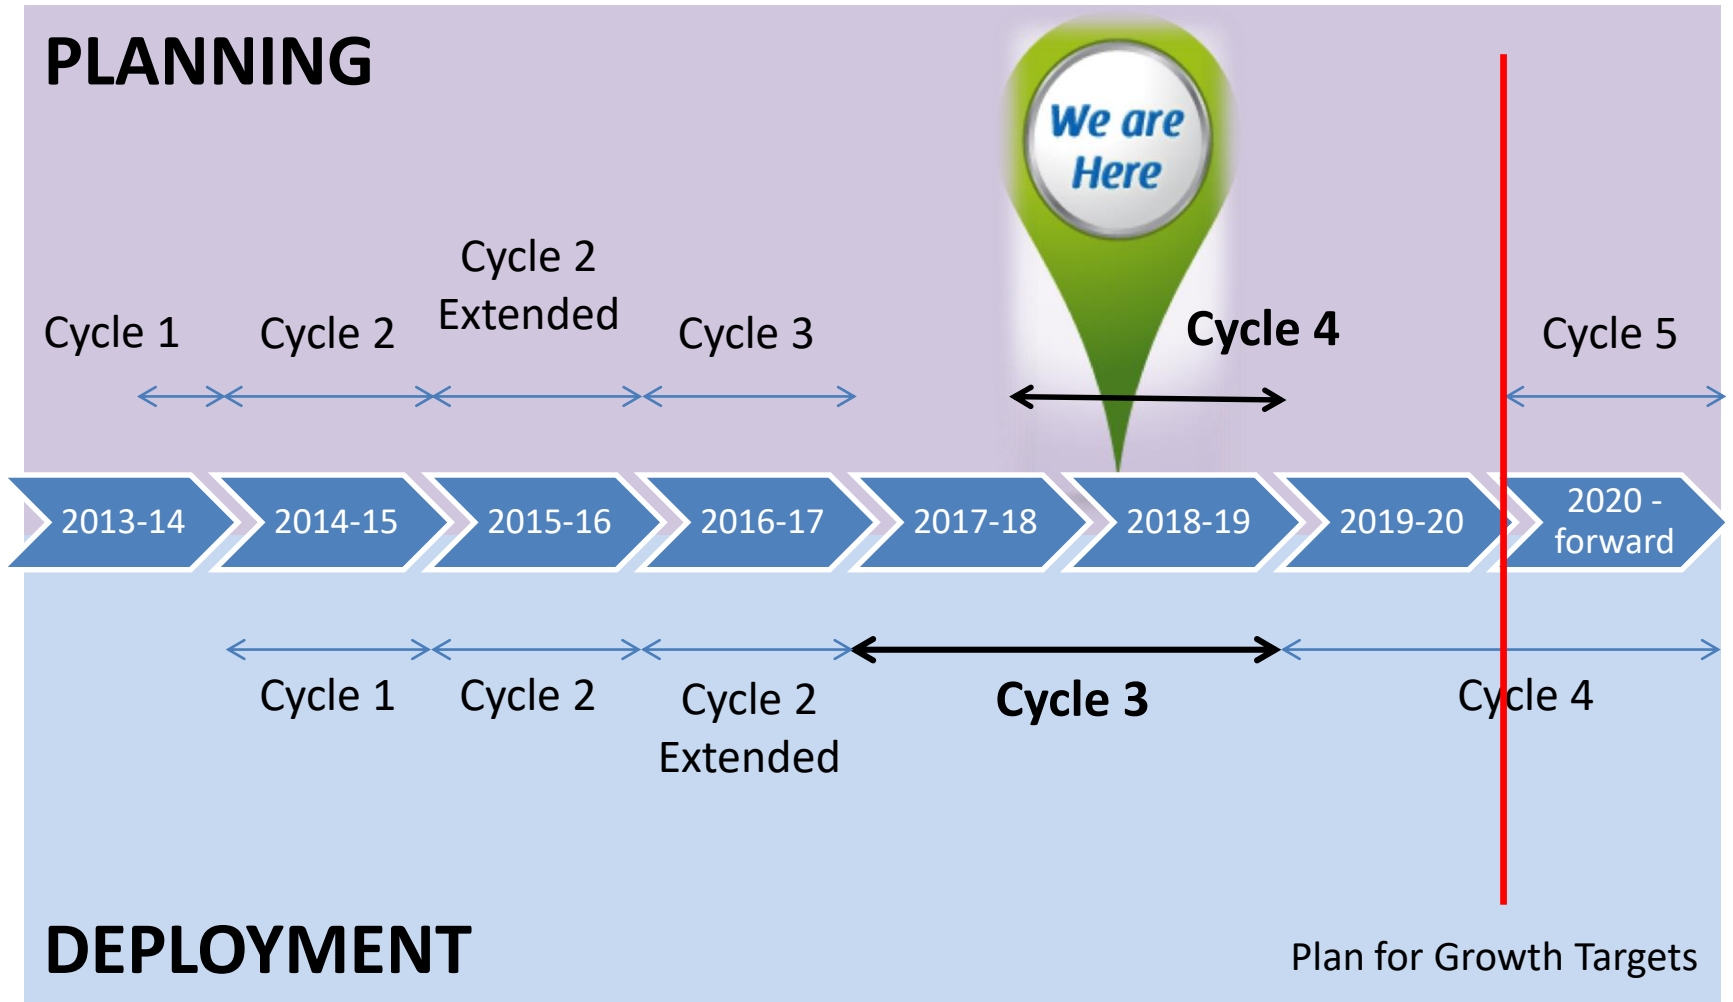 PLANNING
We are
Here
Cycle 2
Extended
Cycle 1
Cycle 2
Cycle 3
Cycle 4
Cycle 5
2013-14
2014-15
2015-16
2016-17
2017-18
2018-19
2019-20
2020 -
forward
Cycle 1
Cycle 2
Cycle 2
Extended
Cycle 3
Cycle 4
DEPLOYMENT
Plan for Growth Targets